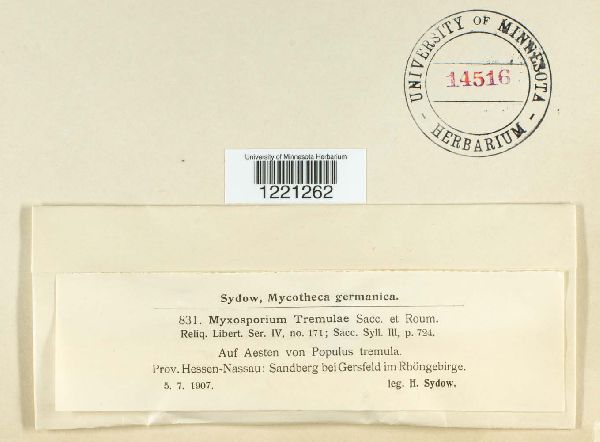 UNIVERSITY OF MINNESOTA
14516
- HERBARIUM -
University of Minnesota Herbarium
1221262
Sydow, Mycotheca germanica.
831. Myxosporium Tremulae Sacc. et Roum.
Reliq. Libert. Ser. IV, no. 171; Sacc. Syll. III, p. 724.
Auf Aesten von Populus tremula.
Prov. Hessen-Nassau: Sandberg bei Gersfeld im Rhöngebirge.
5. 7. 1907. leg. H. Sydow.